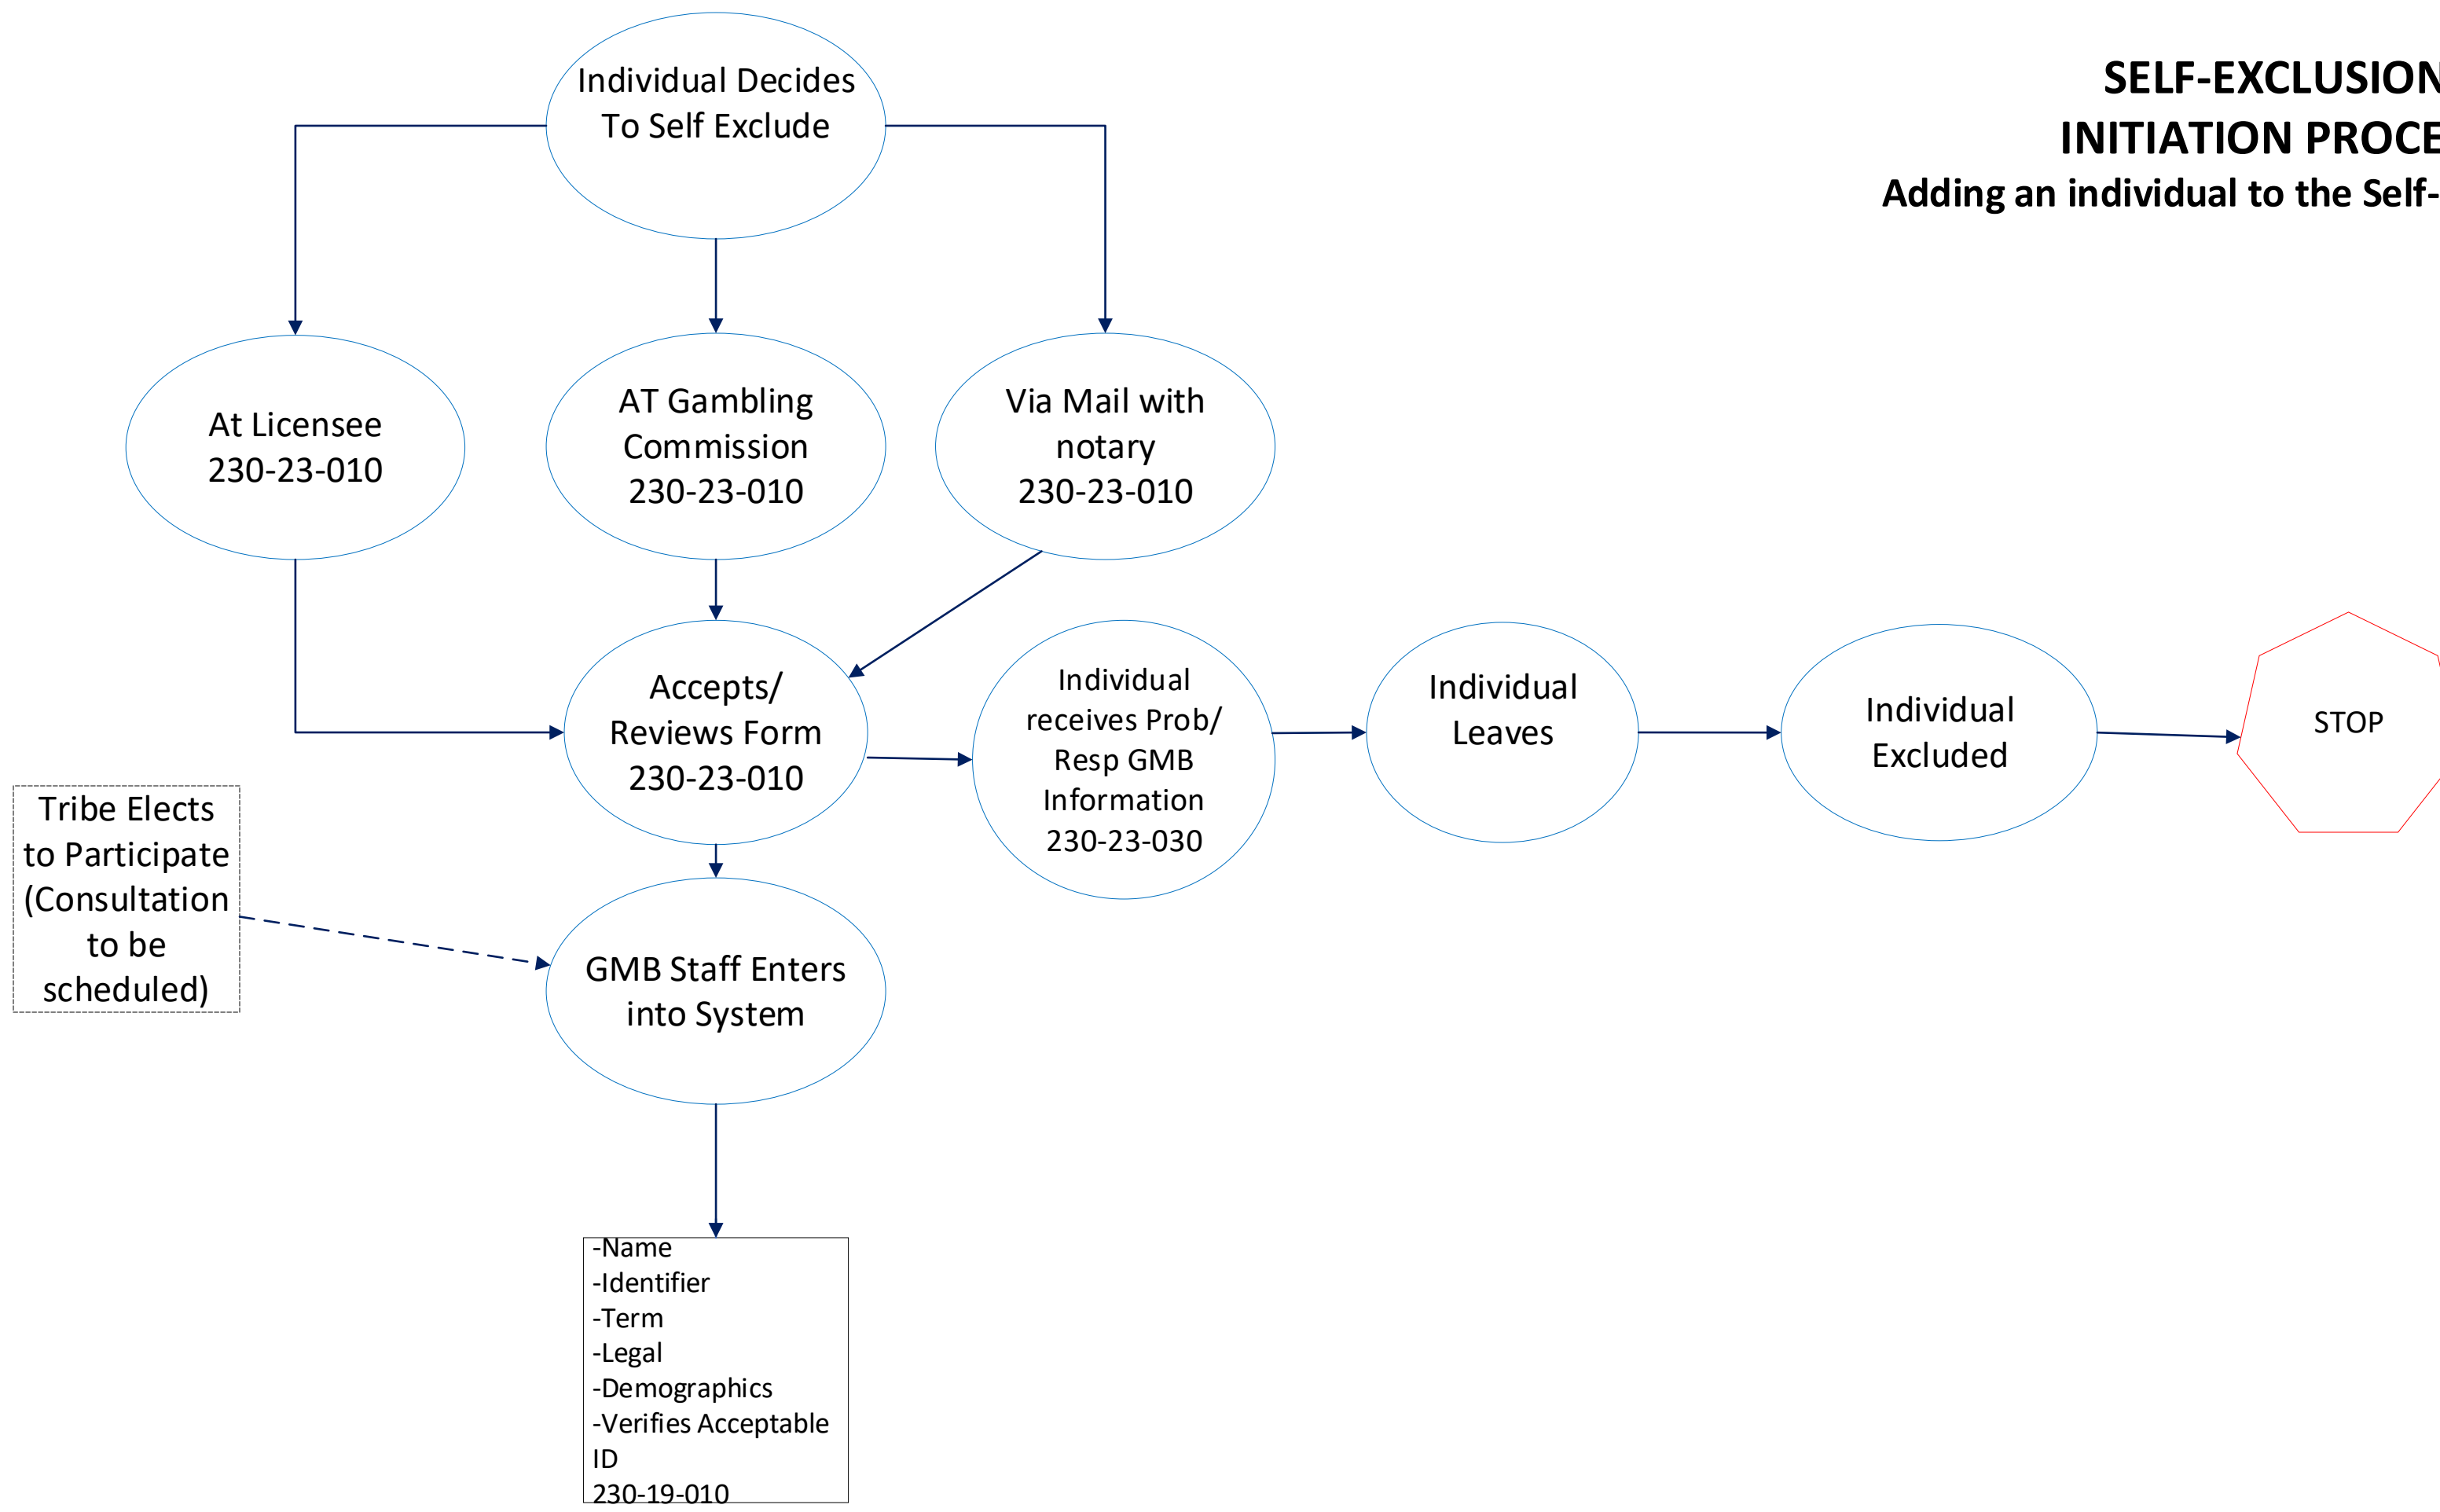 SELF-EXCLUSION
INITIATION PROCE
Adding an individual to the Self-
Individual Decides
To Self Exclude
At Licensee
230-23-010
AT Gambling
Commission
230-23-010
Via Mail with
notary
230-23-010
Accepts/
Reviews Form
230-23-010
Individual
receives Prob/
Resp GMB
Information
230-23-030
Individual
Leaves
Individual
Excluded
STOP
Tribe Elects
to Participate
(Consultation
to be
scheduled)
GMB Staff Enters
into System
-Name
-Identifier
-Term
-Legal
-Demographics
-Verifies Acceptable
ID
230-19-010